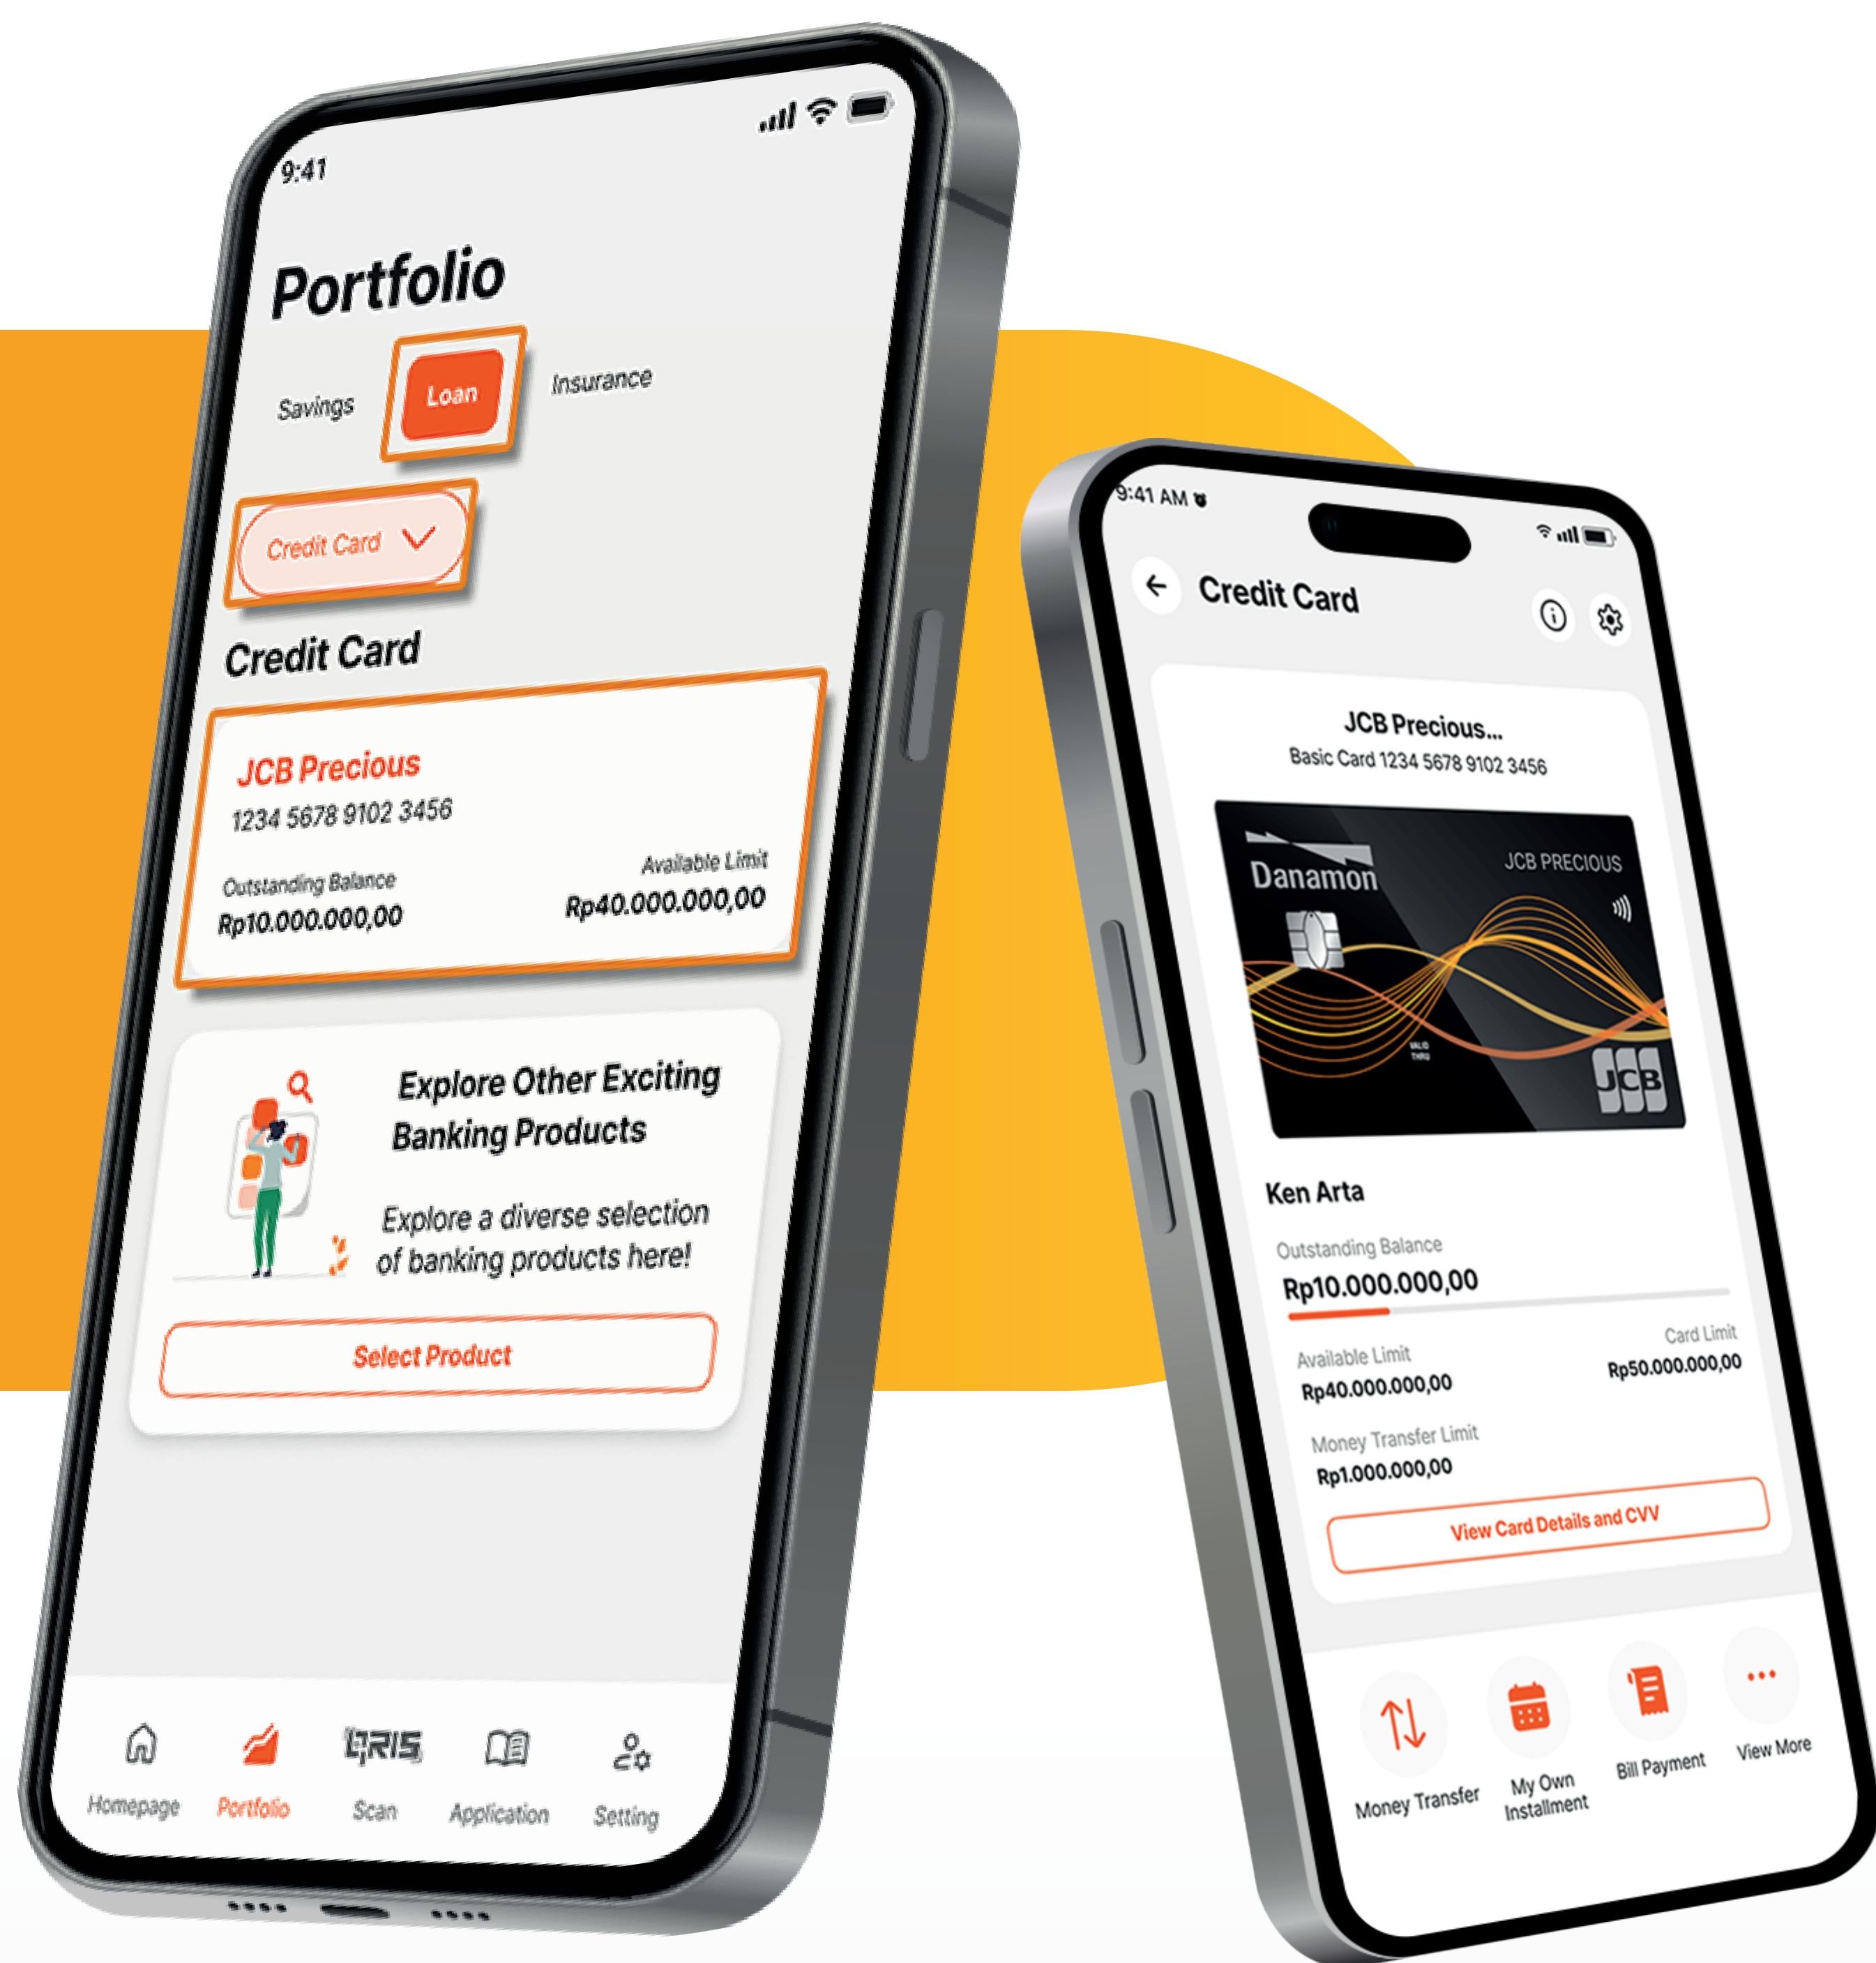 9:41
Portfolio
Savings
Loan
Insurance
Credit Card
Credit Card
JCB Precious
1234 5678 9102 3456
Outstanding Balance
Available Limit
Rp10.000.000,00
Rp40.000.000,00
Explore Other Exciting
Banking Products
Explore a diverse selection
of banking products here!
Select Product
QRIS
Homepage
Portfolio
Scan
Application
Setting
9:41 AM
Credit Card
JCB Precious...
Basic Card 1234 5678 9102 3456
Danamon
JCB PRECIOUS
VALID
THRU
JCB
Ken Arta
Outstanding Balance
Rp10.000.000,00
Available Limit
Card Limit
Rp40.000.000,00
Rp50.000.000,00
Money Transfer Limit
Rp1.000.000,00
View Card Details and CVV
Money Transfer
My Own
Installment
Bill Payment
View More